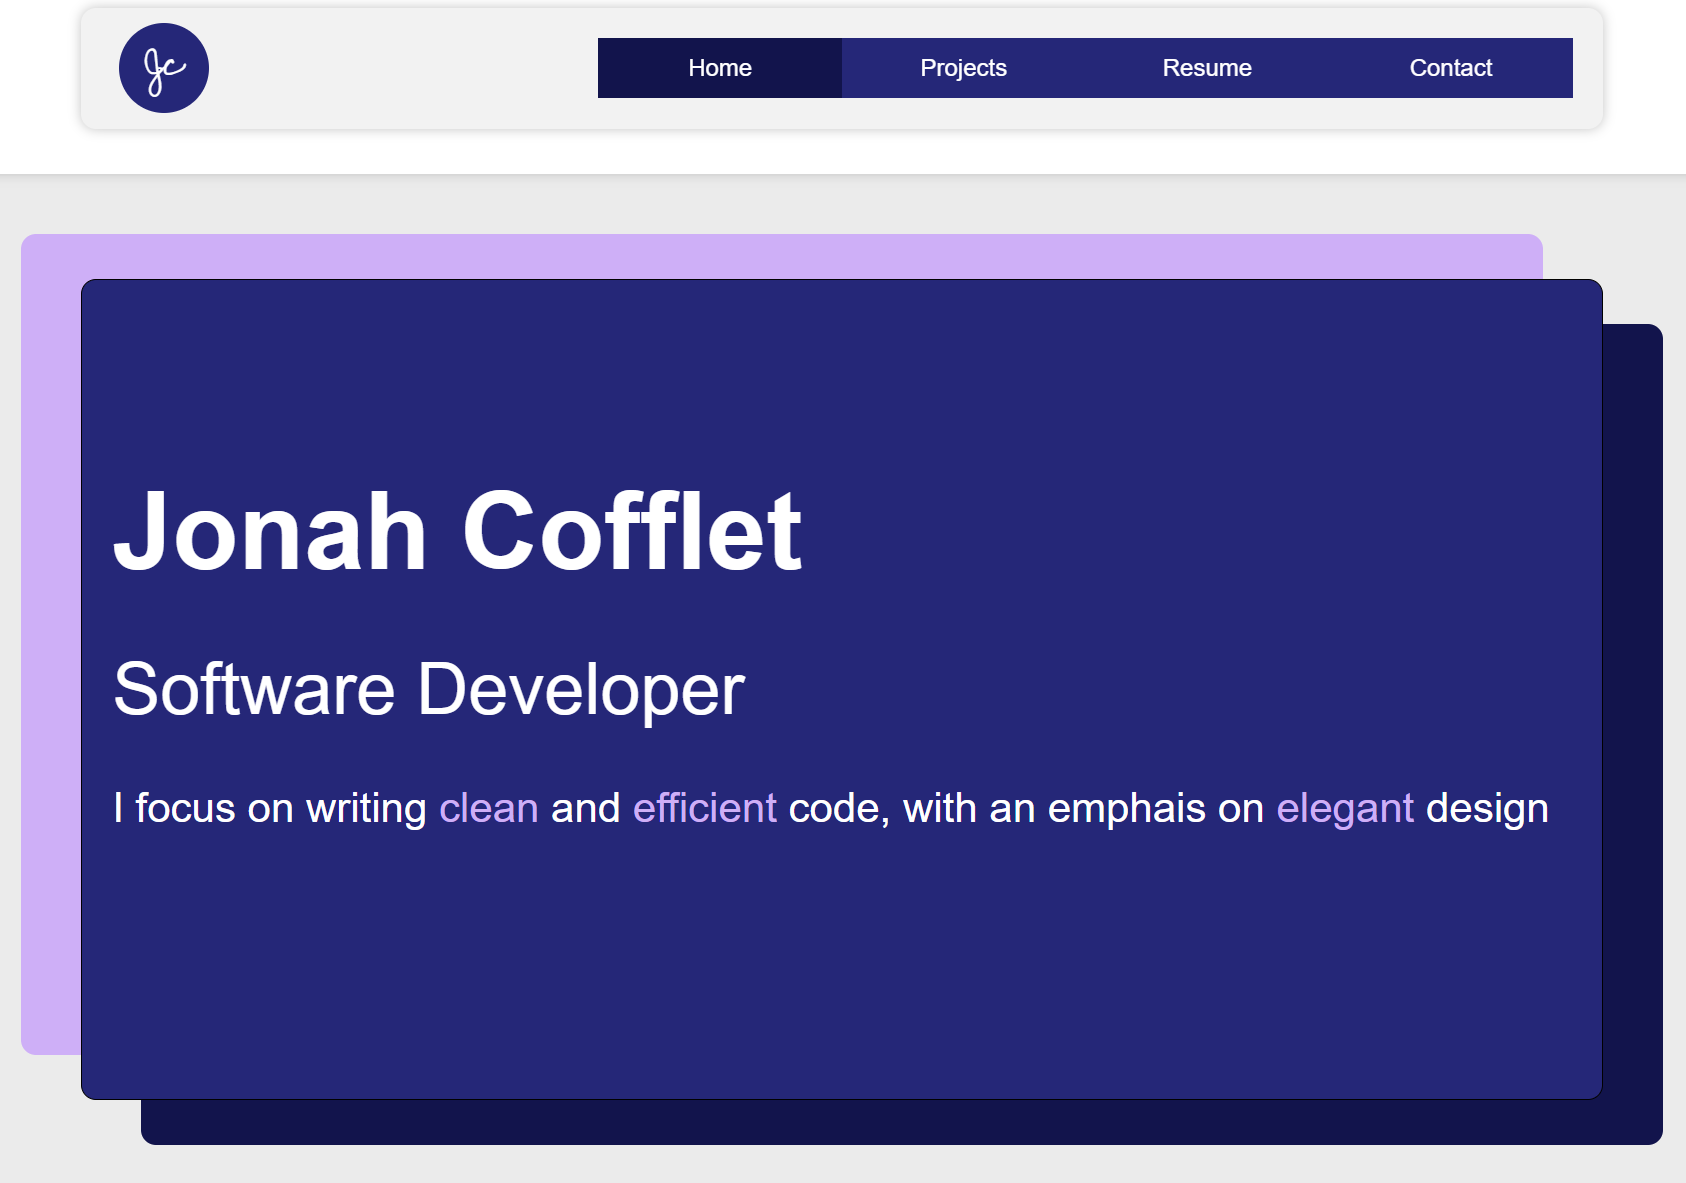 Jc
Home Projects Resume Contact
Jonah Cofflet
Software Developer
I focus on writing clean and efficient code, with an emphais on elegant design